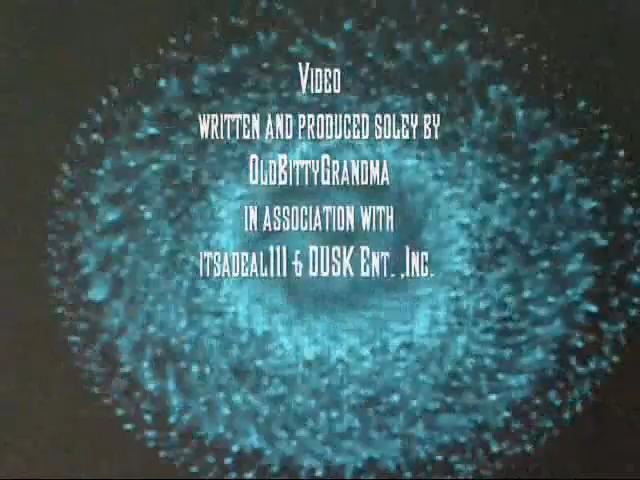 Video
written and produced soley by
OldBittyGrandma
in association with
itsadeal111 & DUSK Ent. ,Inc.